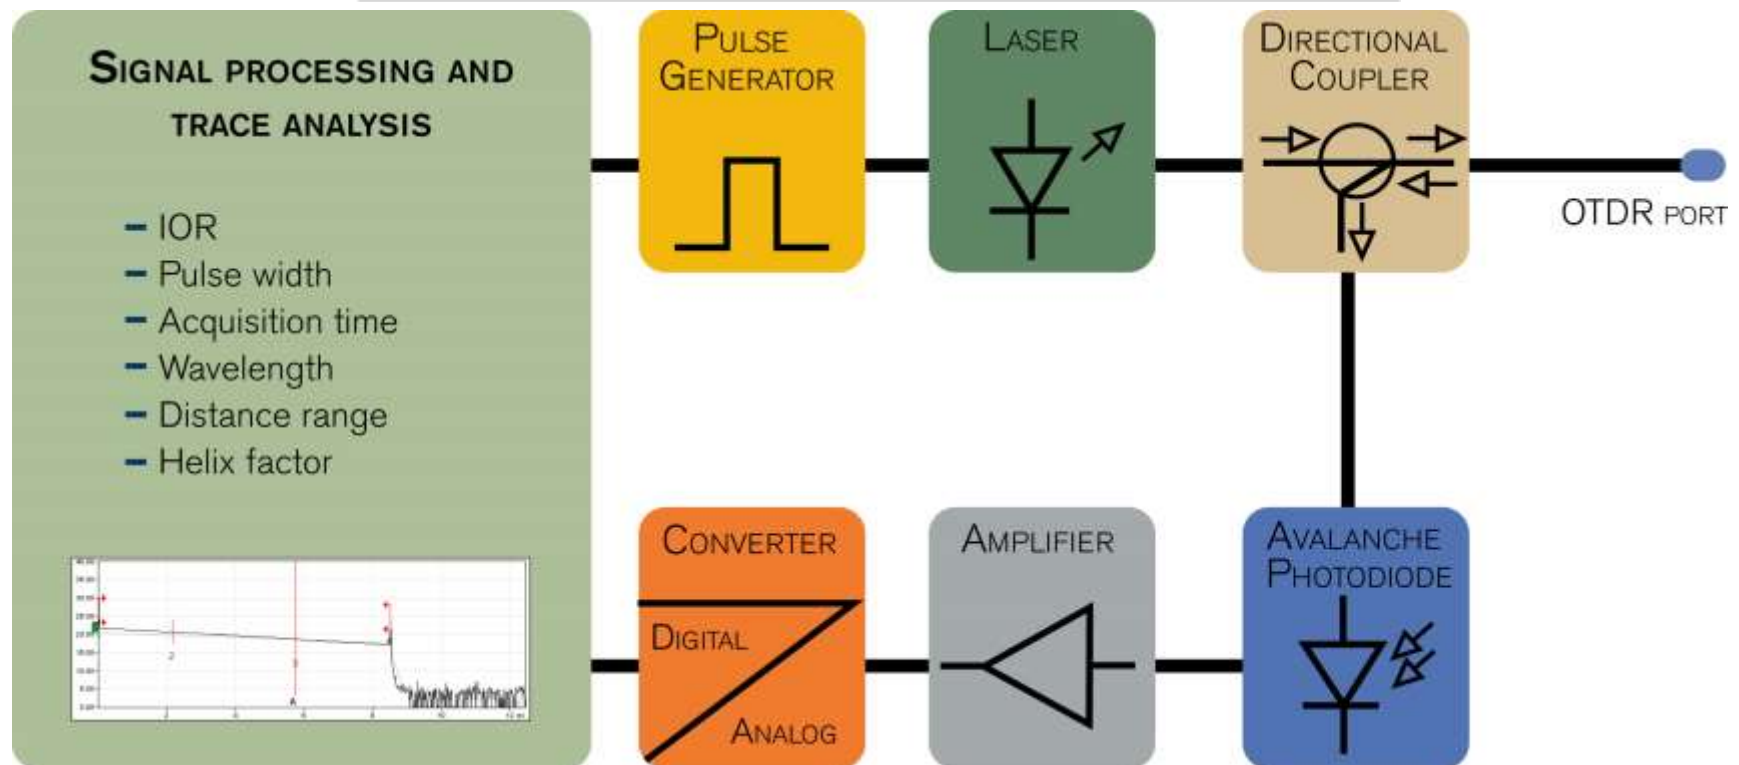 SIGNAL PROCESSING AND
TRACE ANALYSIS
– IOR
– Pulse width
– Acquisition time
– Wavelength
– Distance range
– Helix factor
PULSE
GENERATOR
LASER
DIRECTIONAL
COUPLER
OTDR PORT
CONVERTER
DIGITAL
ANALOG
AMPLIFIER
AVALANCHE
PHOTODIODE
2
A